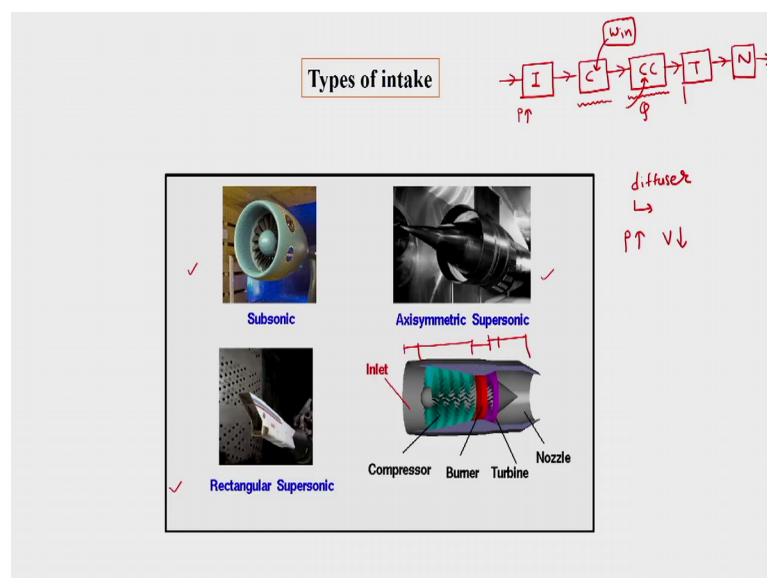 Types of intake
Win
I C CC T N
P↑ Q
diffuser
↳
P↑ V↓
Subsonic
Axisymmetric Supersonic
Inlet
Compressor Burner Turbine Nozzle
Rectangular Supersonic